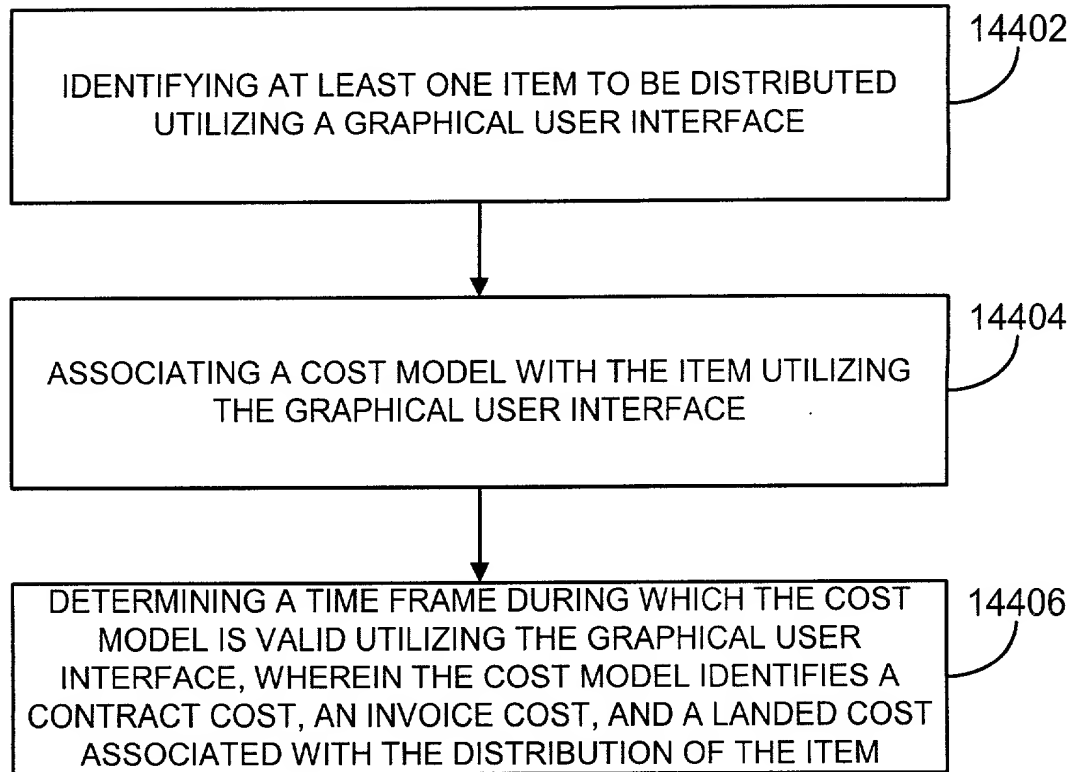 14402
IDENTIFYING AT LEAST ONE ITEM TO BE DISTRIBUTED
UTILIZING A GRAPHICAL USER INTERFACE
14404
ASSOCIATING A COST MODEL WITH THE ITEM UTILIZING
THE GRAPHICAL USER INTERFACE
14406
DETERMINING A TIME FRAME DURING WHICH THE COST
MODEL IS VALID UTILIZING THE GRAPHICAL USER
INTERFACE, WHEREIN THE COST MODEL IDENTIFIES A
CONTRACT COST, AN INVOICE COST, AND A LANDED COST
ASSOCIATED WITH THE DISTRIBUTION OF THE ITEM